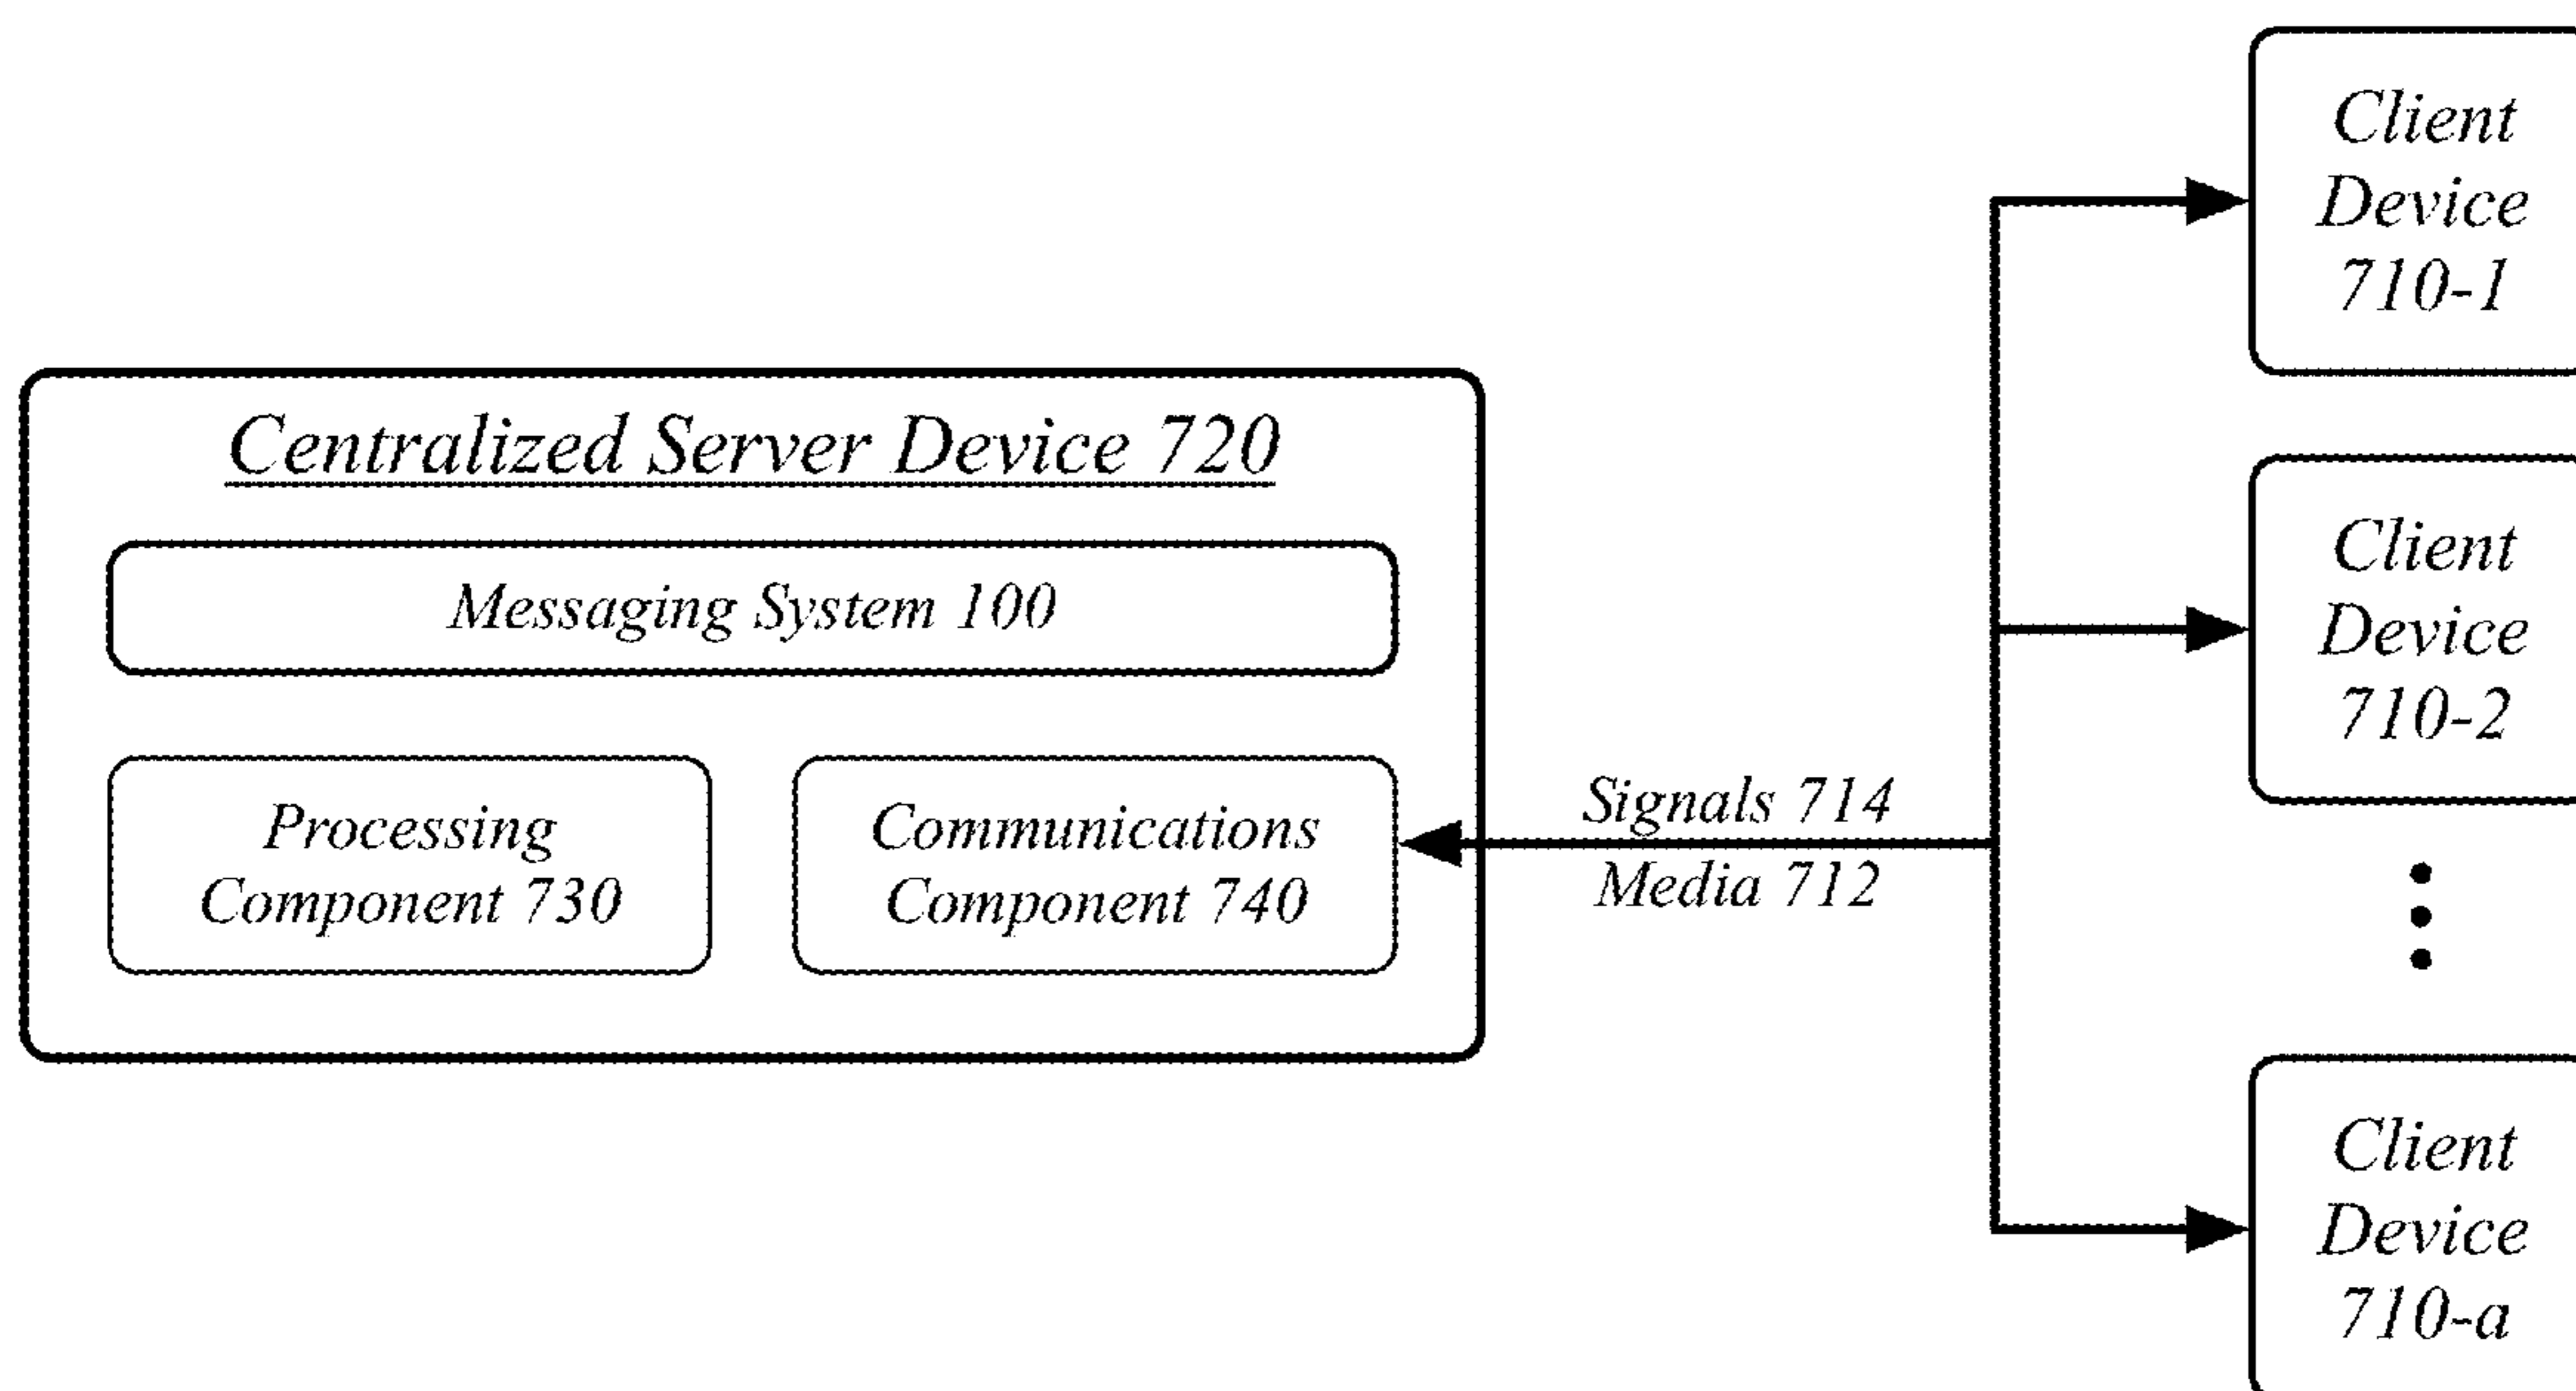 Client
Device
710-1
Centralized Server Device 720
Messaging System 100
Processing
Component 730
Communications
Component 740
Signals 714
Media 712
Client
Device
710-2
Client
Device
710-a